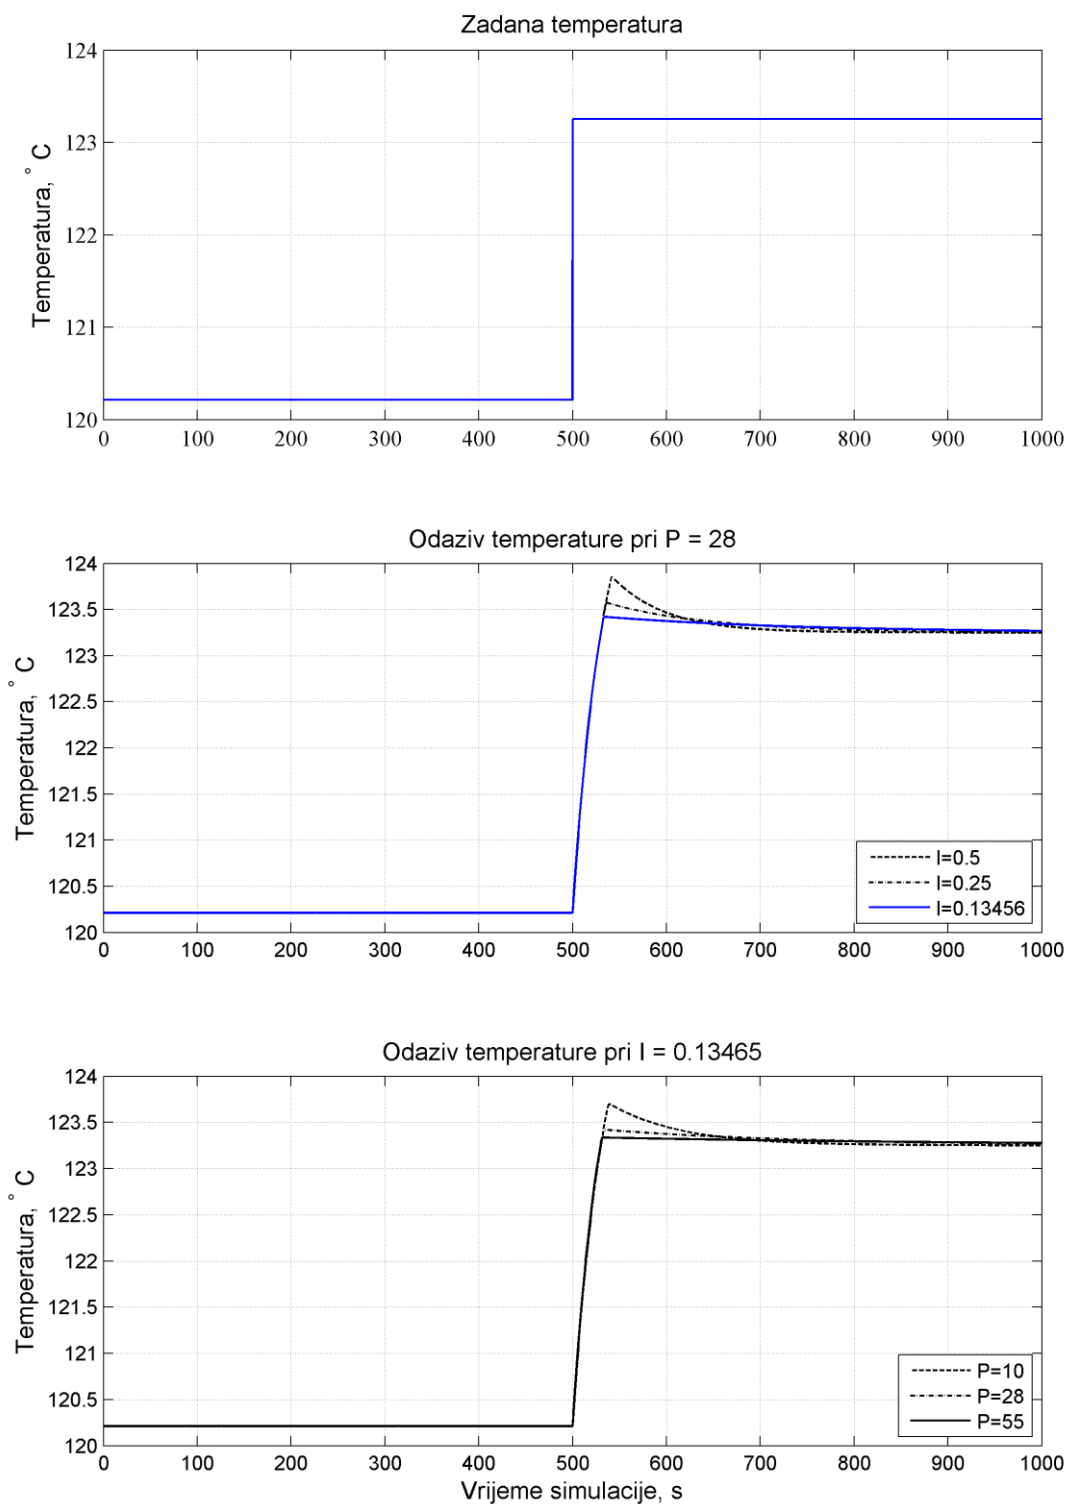 Zadana temperatura
124
123
122
121
120
Temperatura, ° C
0 100 200 300 400 500 600 700 800 900 1000
Odaziv temperature pri P = 28
124
123.5
123
122.5
122
121.5
121
120.5
120
Temperatura, ° C
I=0.5
I=0.25
I=0.13456
0 100 200 300 400 500 600 700 800 900 1000
Odaziv temperature pri I = 0.13465
124
123.5
123
122.5
122
121.5
121
120.5
120
Temperatura, ° C
P=10
P=28
P=55
0 100 200 300 400 500 600 700 800 900 1000
Vrijeme simulacije, s